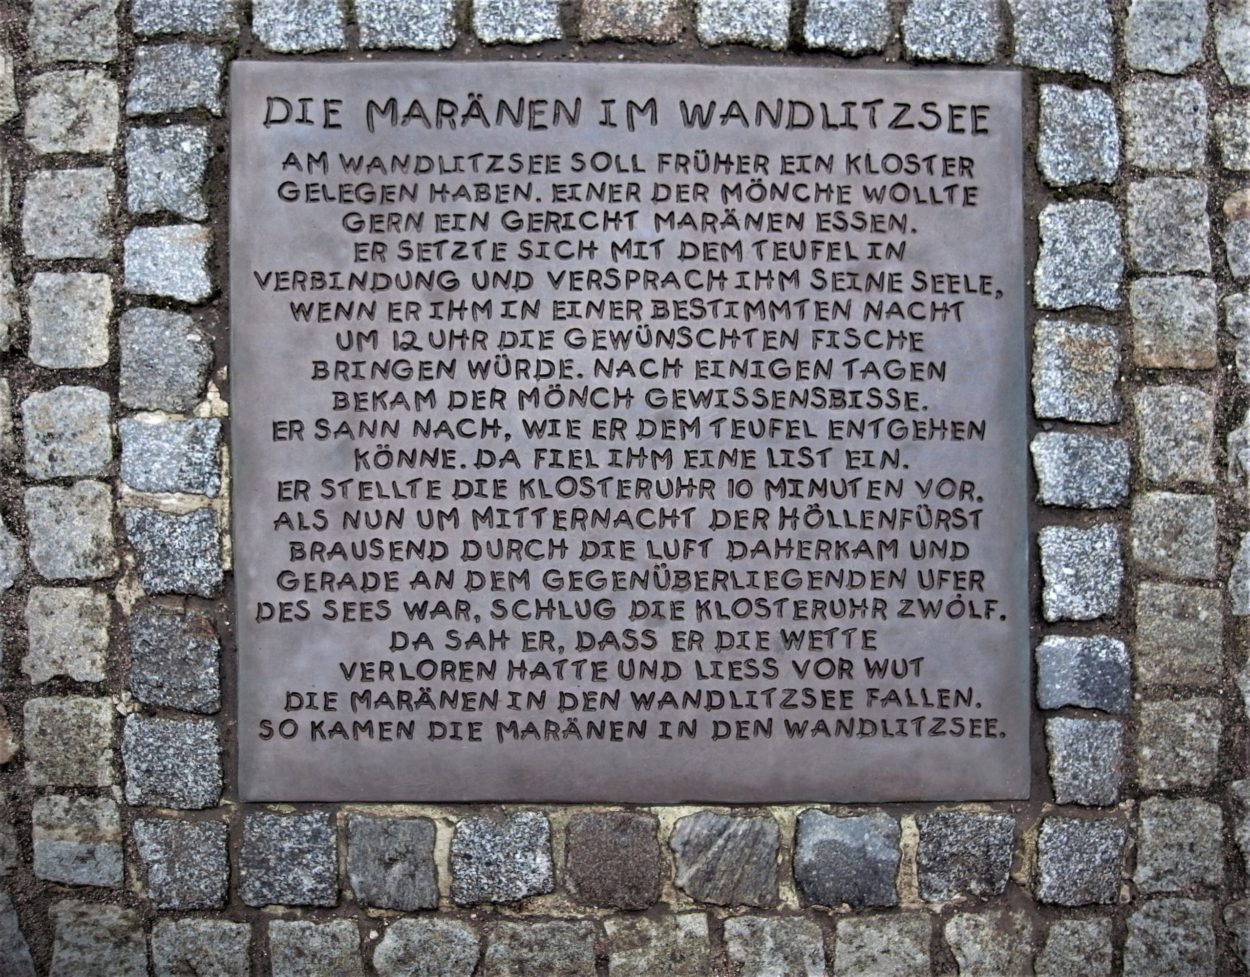 DIE MARÄNEN IM WANDLITZSEE
AM WANDLITZSEE SOLL FRÜHER EIN KLOSTER
GELEGEN HABEN. EINER DER MÖNCHE WOLLTE
GERN EIN GERICHT MARÄNEN ESSEN.
ER SETZTE SICH MIT DEM TEUFEL IN
VERBINDUNG UND VERSPRACH IHM SEINE SEELE,
WENN ER IHM IN EINER BESTIMMTEN NACHT
UM 12 UHR DIE GEWÜNSCHTEN FISCHE
BRINGEN WÜRDE. NACH EINIGEN TAGEN
BEKAM DER MÖNCH GEWISSENSBISSE.
ER SANN NACH, WIE ER DEM TEUFEL ENTGEHEN
KÖNNE. DA FIEL IHM EINE LIST EIN.
ER STELLTE DIE KLOSTERUHR 10 MINUTEN VOR.
ALS NUN UM MITTERNACHT DER HÖLLENFÜRST
BRAUSEND DURCH DIE LUFT DAHERKAM UND
GERADE AN DEM GEGENÜBERLIEGENDEN UFER
DES SEES WAR, SCHLUG DIE KLOSTERUHR ZWÖLF.
DA SAH ER, DASS ER DIE WETTE
VERLOREN HATTE UND LIESS VOR WUT
DIE MARÄNEN IN DEN WANDLITZSEE FALLEN.
SO KAMEN DIE MARÄNEN IN DEN WANDLITZSEE.